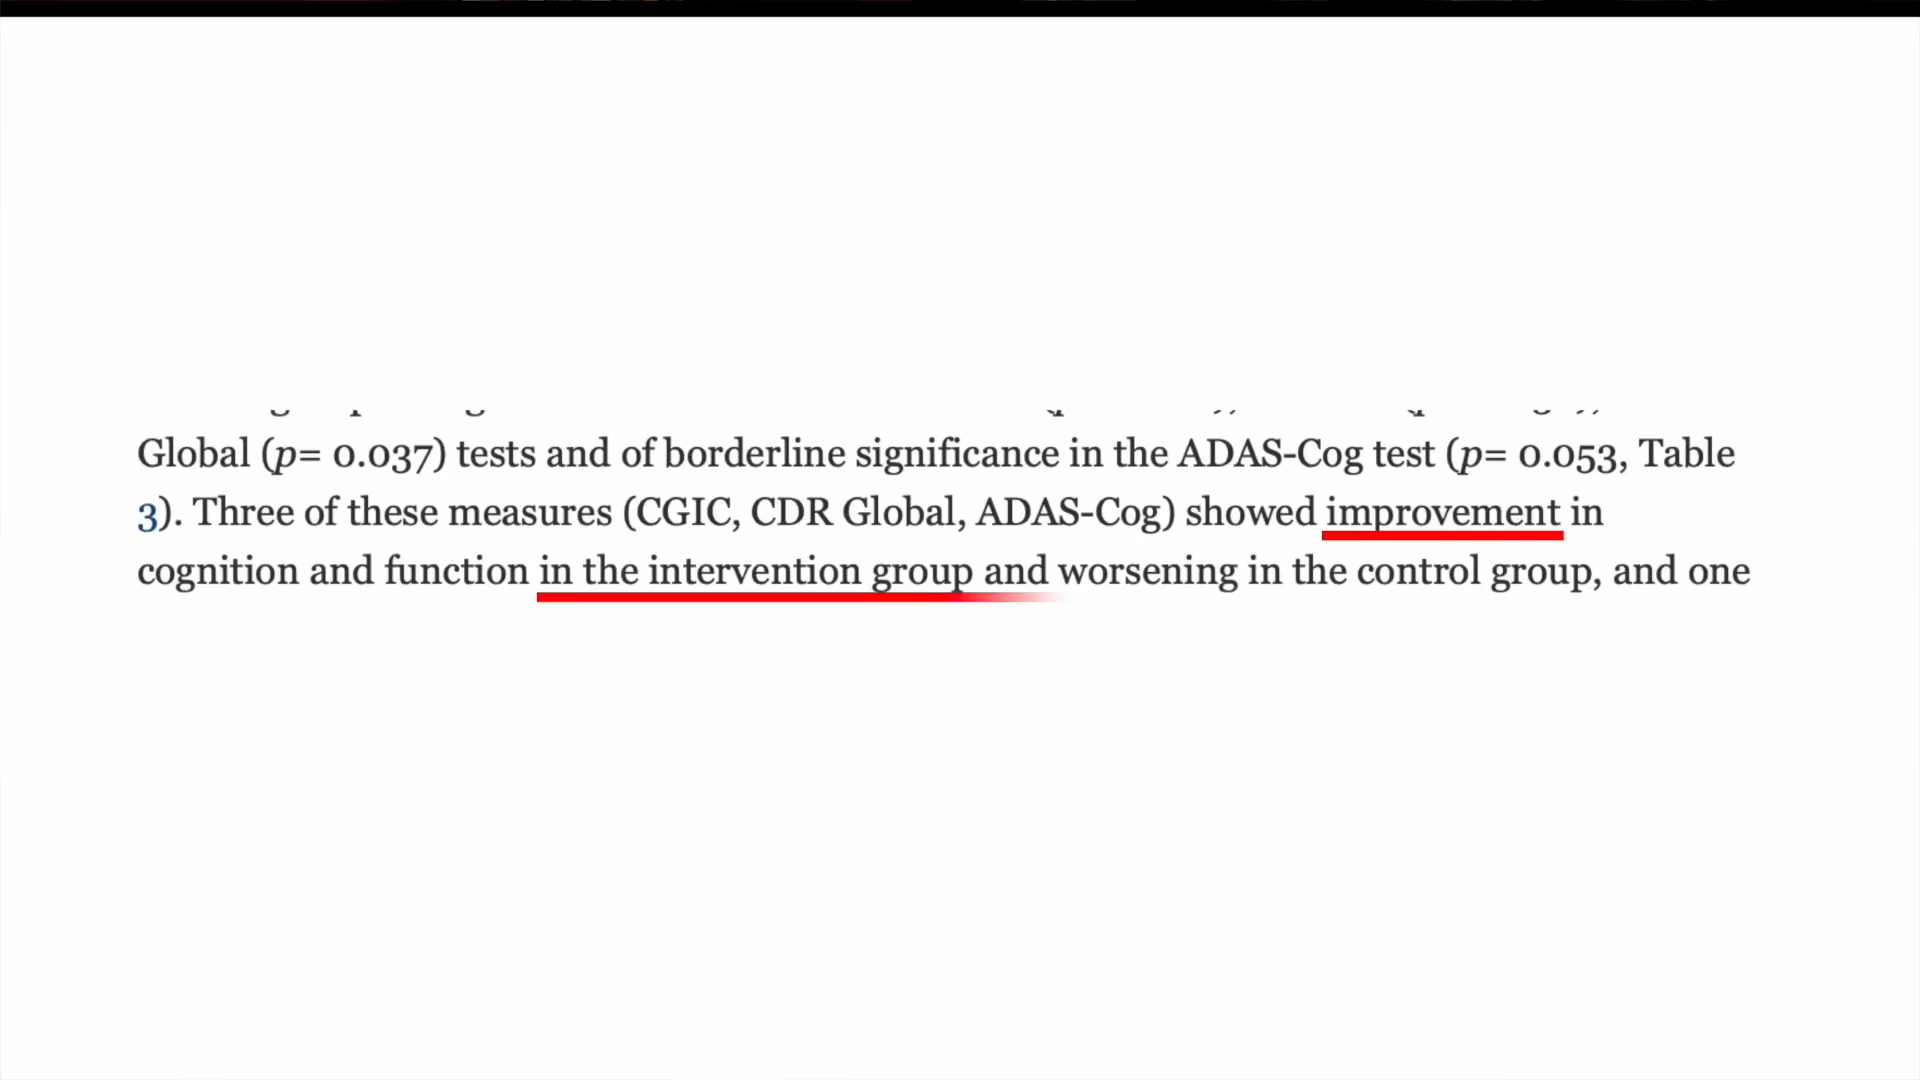 Global (p= 0.037) tests and of borderline significance in the ADAS-Cog test (p= 0.053, Table
3). Three of these measures (CGIC, CDR Global, ADAS-Cog) showed improvement in
cognition and function in the intervention group and worsening in the control group, and one